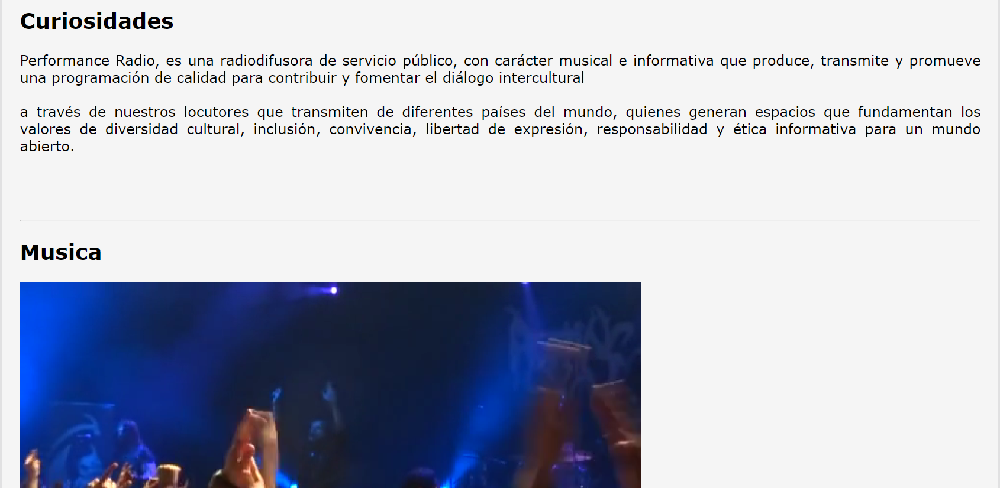 Curiosidades
Performance Radio, es una radiodifusora de servicio público, con carácter musical e informativa que produce, transmite y promueve
una programación de calidad para contribuir y fomentar el diálogo intercultural
a través de nuestros locutores que transmiten de diferentes países del mundo, quienes generan espacios que fundamentan los
valores de diversidad cultural, inclusión, convivencia, libertad de expresión, responsabilidad y ética informativa para un mundo
abierto.
Musica